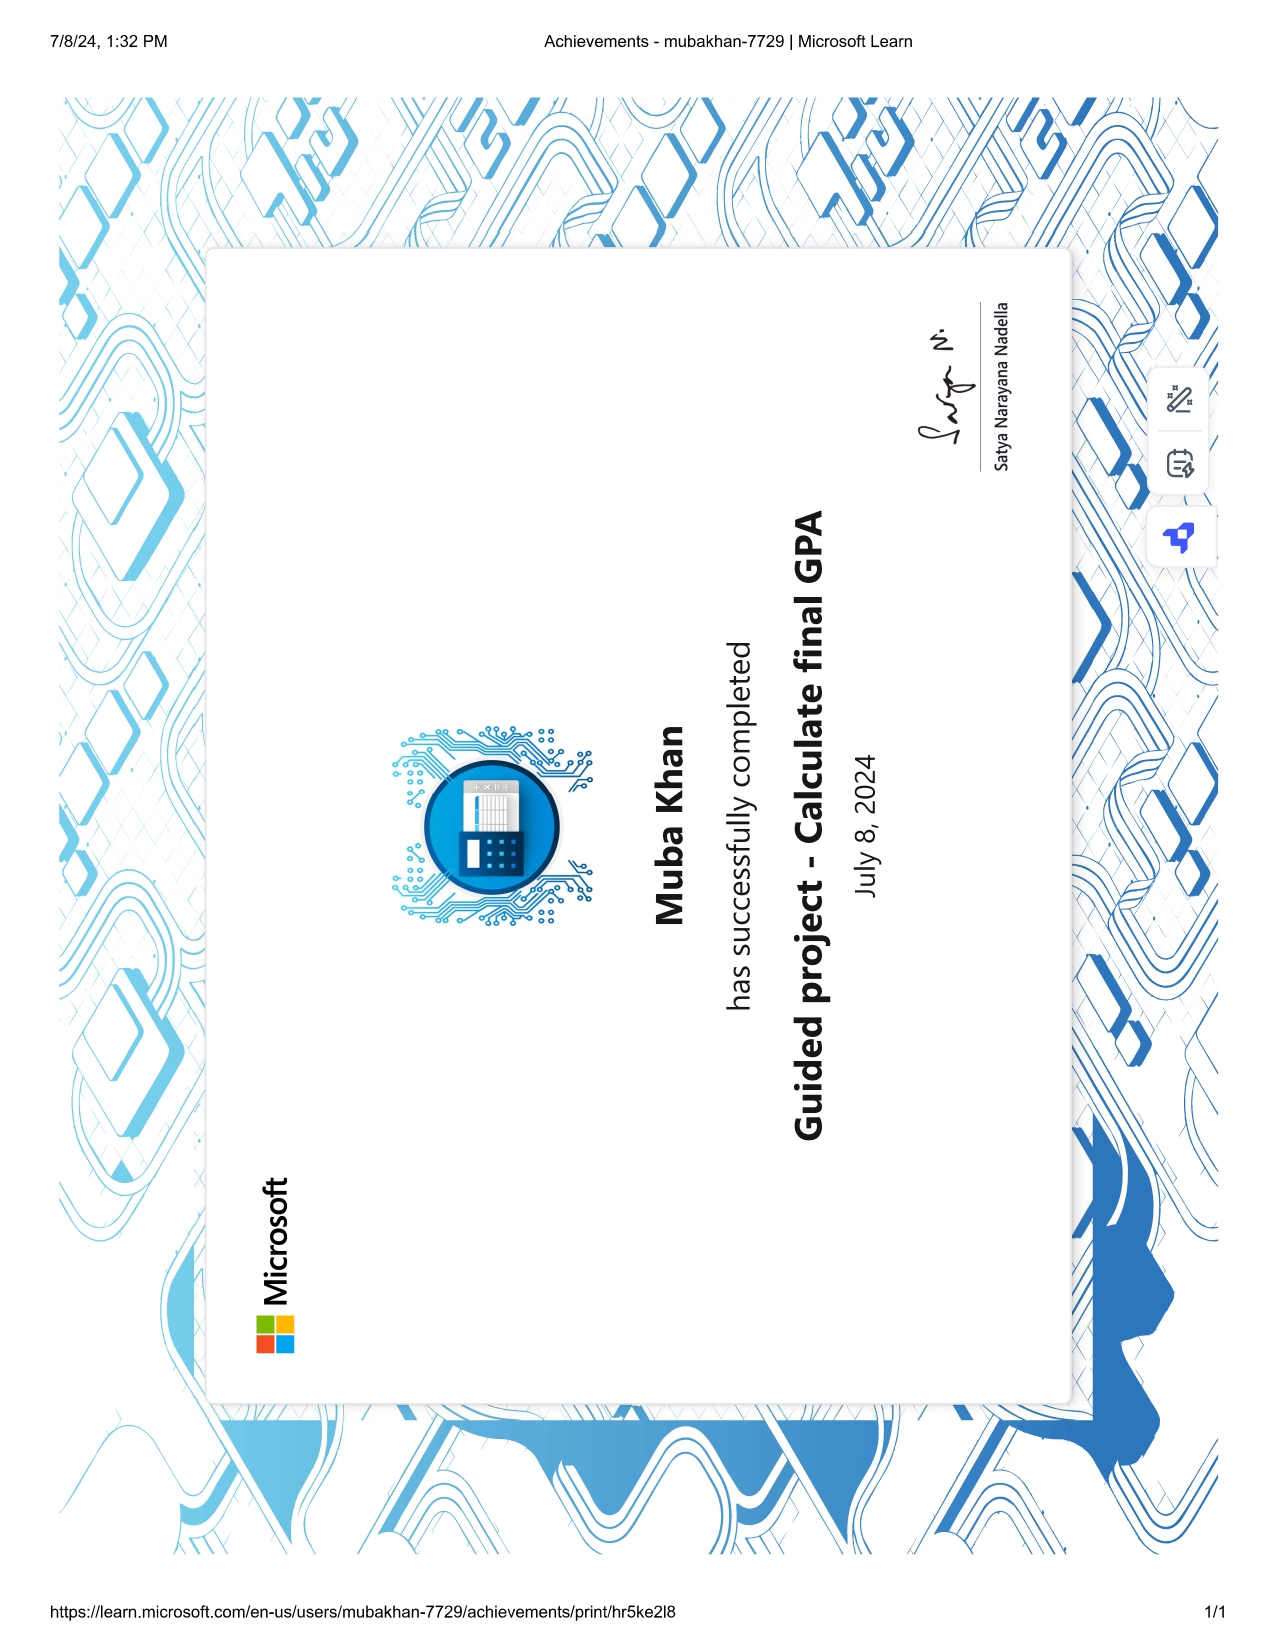 7/8/24, 1:32 PM
Achievements - mubakhan-7729 | Microsoft Learn
Microsoft
Muba Khan
has successfully completed
Guided project - Calculate final GPA
July 8, 2024
Satya N.
Satya Narayana Nadella
https://learn.microsoft.com/en-us/users/mubakhan-7729/achievements/print/hr5ke2l8
1/1